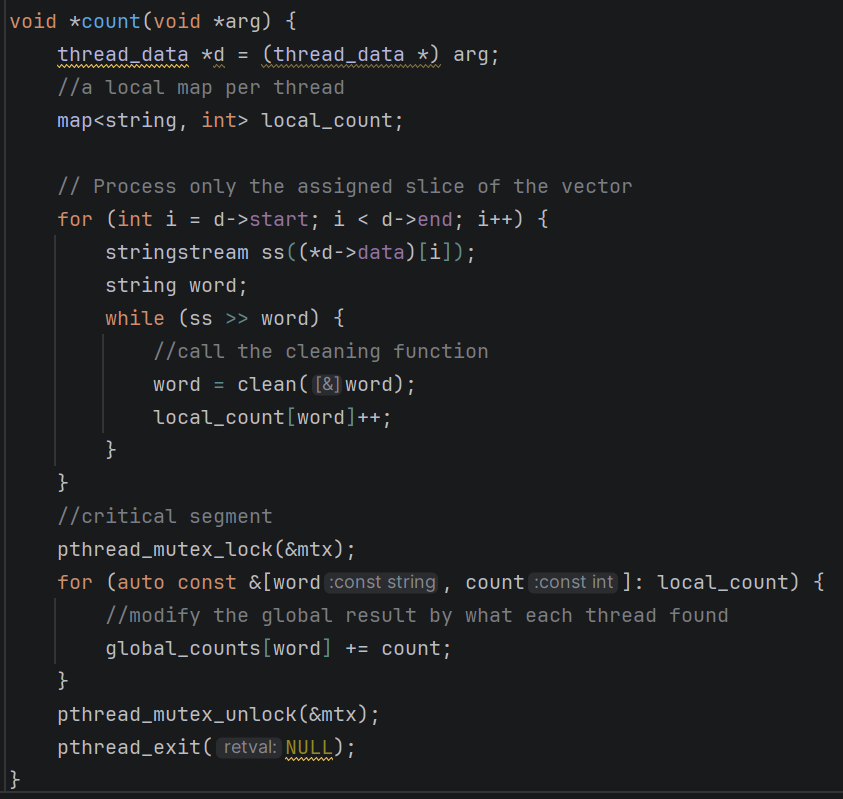 void *count(void *arg) {
    thread_data *d = (thread_data *) arg;
    //a local map per thread
    map<string, int> local_count;

    // Process only the assigned slice of the vector
    for (int i = d->start; i < d->end; i++) {
        stringstream ss((*d->data)[i]);
        string word;
        while (ss >> word) {
            //call the cleaning function
            word = clean([&]word);
            local_count[word]++;
        }
    }
    //critical segment
    pthread_mutex_lock(&mtx);
    for (auto const &[word :const string , count :const int ]: local_count) {
        //modify the global result by what each thread found
        global_counts[word] += count;
    }
    pthread_mutex_unlock(&mtx);
    pthread_exit( retval: NULL);
}